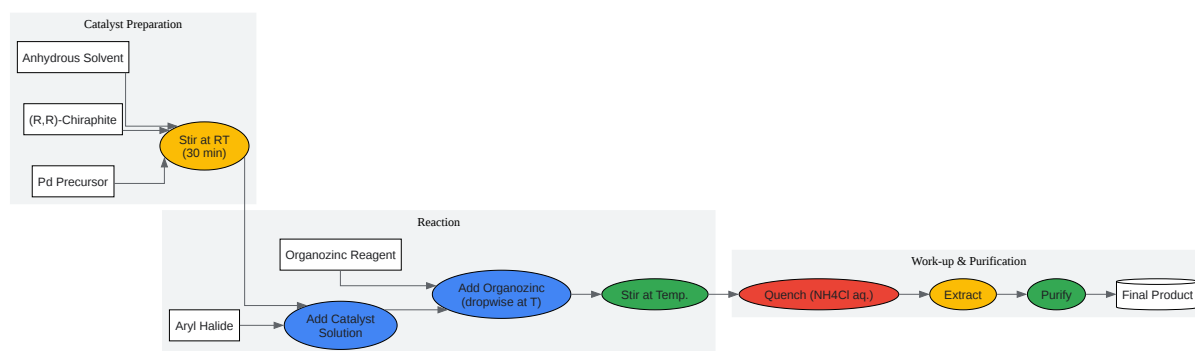 Catalyst Preparation
Anhydrous Solvent
(R,R)-Chiraphite
Stir at RT
(30 min)
Pd Precursor
Reaction
Organozinc Reagent
Add Organozinc
(dropwise at T)
Stir at Temp.
Aryl Halide
Add Catalyst
Solution
Work-up & Purification
Quench (NH4Cl aq.)
Extract
Purify
Final Product